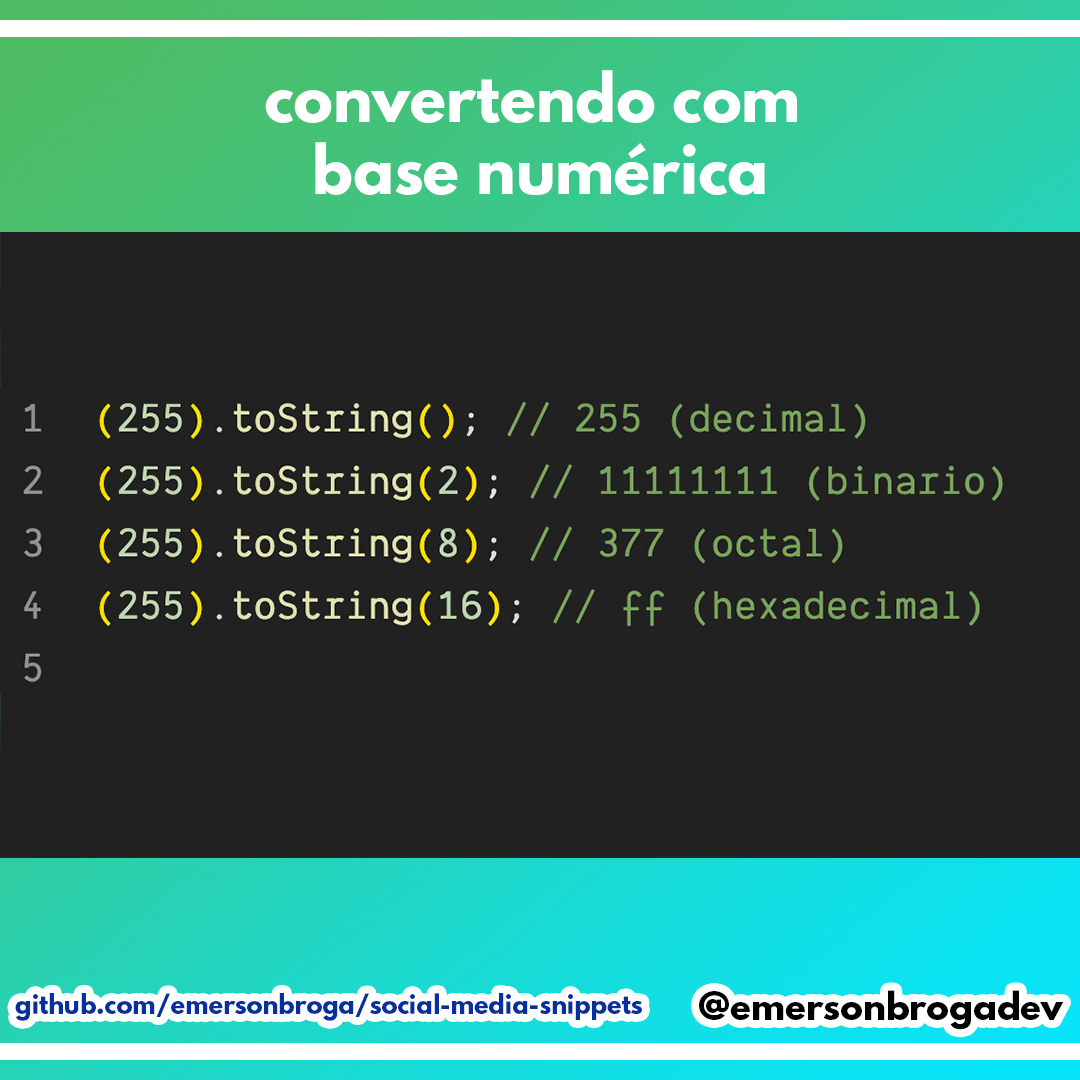 convertendo com
base numérica
1 (255).toString(); // 255 (decimal)
2 (255).toString(2); // 11111111 (binario)
3 (255).toString(8); // 377 (octal)
4 (255).toString(16); // ff (hexadecimal)
5
github.com/emersonbroga/social-media-snippets
@emersonbrogadev